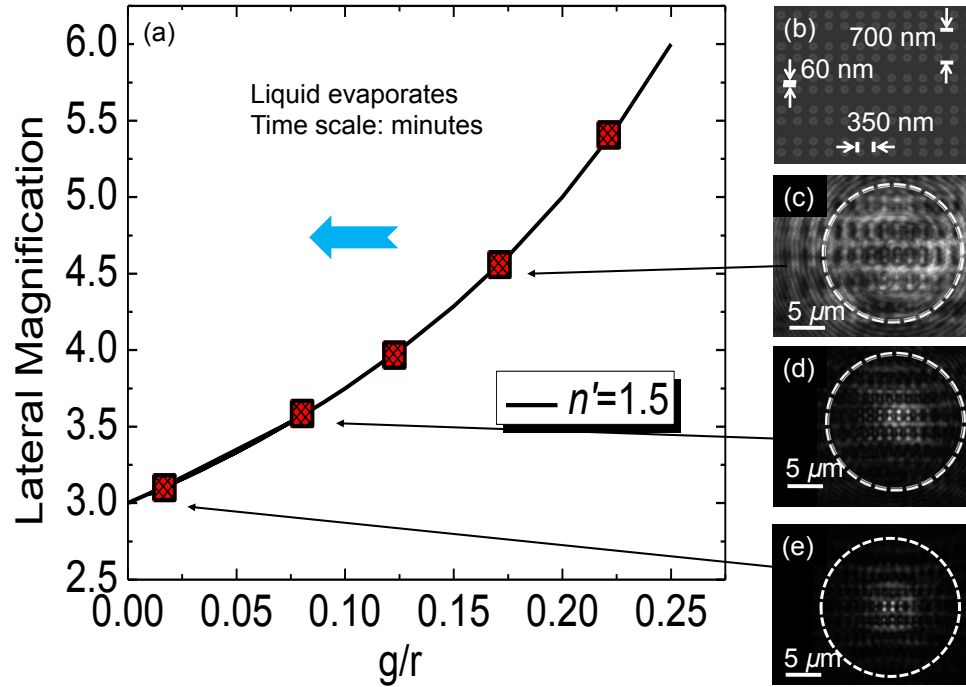 (a)
Liquid evaporates
Time scale: minutes
n'=1.5
Lateral Magnification
6.0
5.5
5.0
4.5
4.0
3.5
3.0
2.5
0.00 0.05 0.10 0.15 0.20 0.25
g/r
(b)
700 nm
60 nm
350 nm
(c)
5 µm
(d)
5 µm
(e)
5 µm